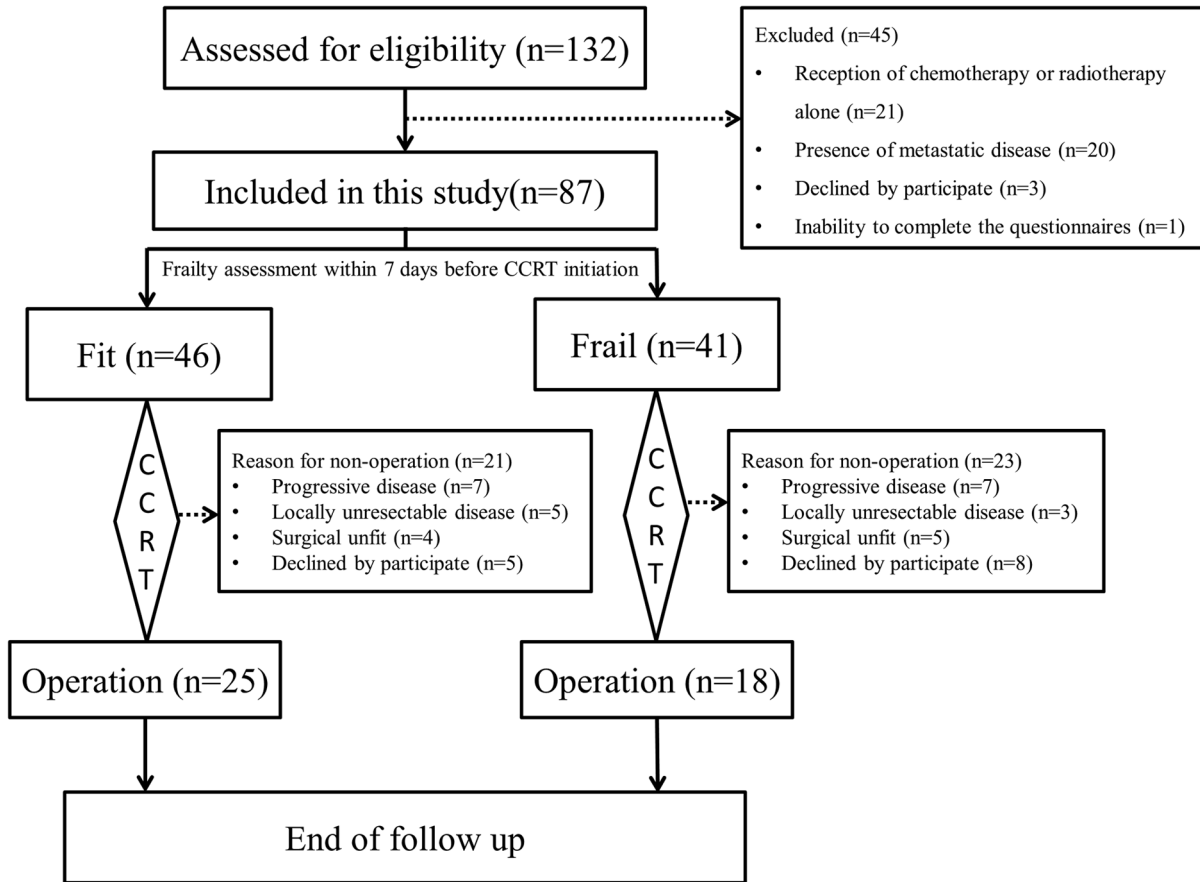 Assessed for eligibility (n=132)
Excluded (n=45)
• Reception of chemotherapy or radiotherapy
alone (n=21)
• Presence of metastatic disease (n=20)
• Declined by participate (n=3)
• Inability to complete the questionnaires (n=1)
Included in this study(n=87)
Frailty assessment within 7 days before CCRT initiation
Fit (n=46)
Frail (n=41)
C
C
R
T
Reason for non-operation (n=21)
• Progressive disease (n=7)
• Locally unresectable disease (n=5)
• Surgical unfit (n=4)
• Declined by participate (n=5)
C
C
R
T
Reason for non-operation (n=23)
• Progressive disease (n=7)
• Locally unresectable disease (n=3)
• Surgical unfit (n=5)
• Declined by participate (n=8)
Operation (n=25)
Operation (n=18)
End of follow up